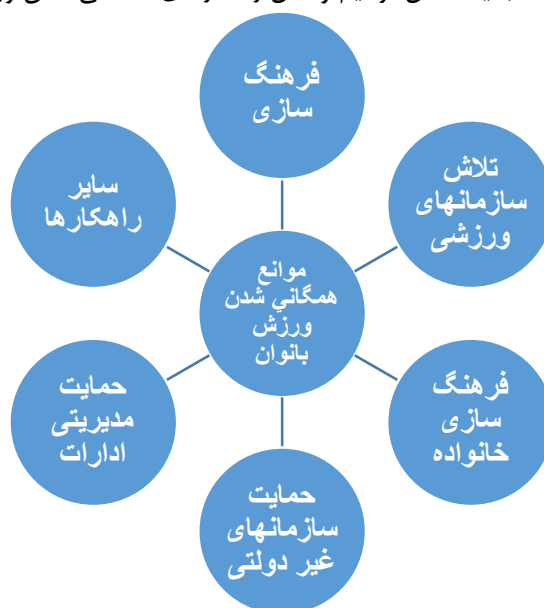 فرهنگ
سازی
تلاش
سازمانهای
ورزشی
سایر
راهکارها
موانع
همگاني شدن
ورزش
بانوان
فرهنگ
سازی
خانواده
حمایت
مدیریتی
ادارات
حمایت
سازمانهای
غیر دولتی